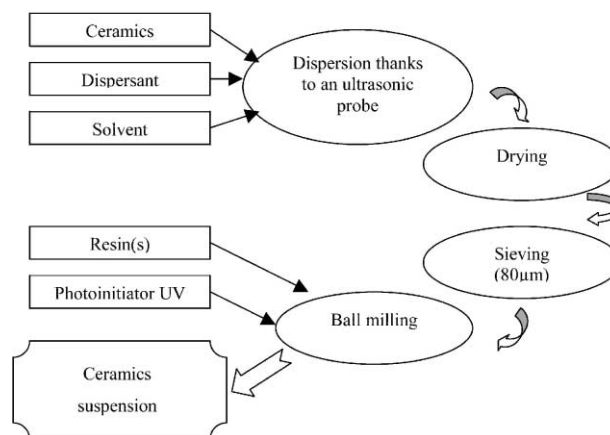 Ceramics
Dispersant
Solvent
Dispersion thanks
to an ultrasonic
probe
Drying
Sieving
(80µm)
Resin(s)
Photoinitiator UV
Ball milling
Ceramics
suspension